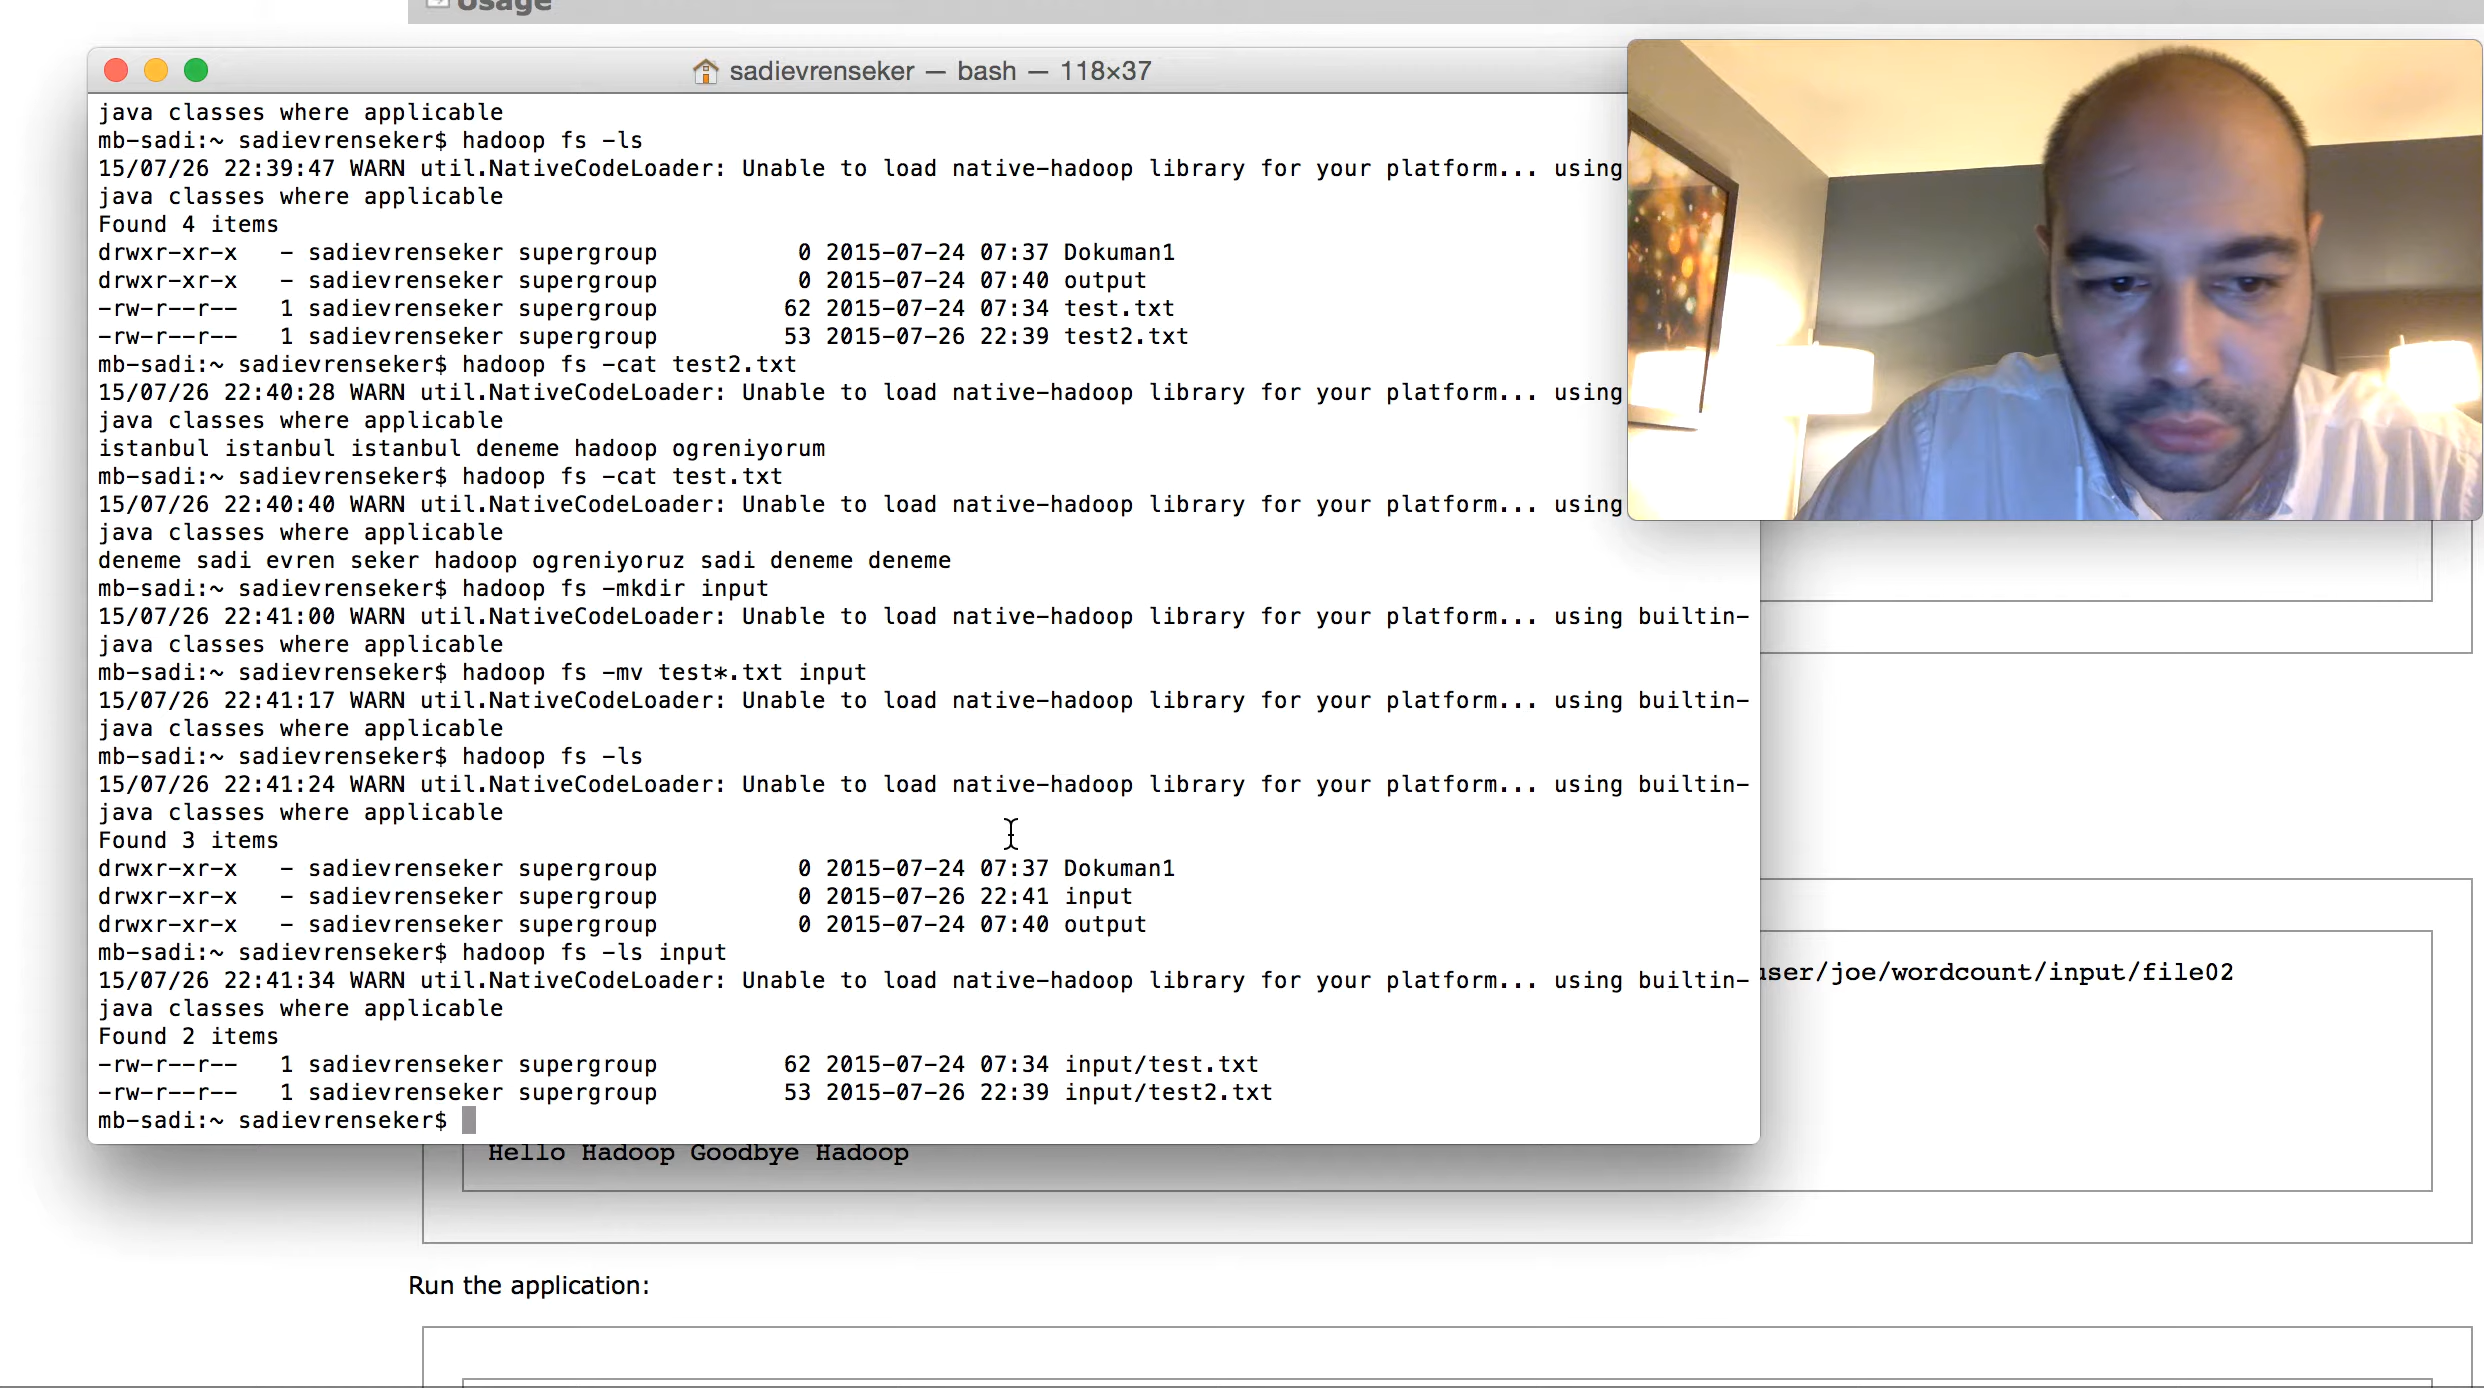 Usage
sadievrenseker — bash — 118×37
java classes where applicable
mb-sadi:~ sadievrenseker$ hadoop fs -ls
15/07/26 22:39:47 WARN util.NativeCodeLoader: Unable to load native-hadoop library for your platform... using
java classes where applicable
Found 4 items
drwxr-xr-x   - sadievrenseker supergroup          0 2015-07-24 07:37 Dokuman1
drwxr-xr-x   - sadievrenseker supergroup          0 2015-07-24 07:40 output
-rw-r--r--   1 sadievrenseker supergroup         62 2015-07-24 07:34 test.txt
-rw-r--r--   1 sadievrenseker supergroup         53 2015-07-26 22:39 test2.txt
mb-sadi:~ sadievrenseker$ hadoop fs -cat test2.txt
15/07/26 22:40:28 WARN util.NativeCodeLoader: Unable to load native-hadoop library for your platform... using
java classes where applicable
istanbul istanbul istanbul deneme hadoop ogreniyorum
mb-sadi:~ sadievrenseker$ hadoop fs -cat test.txt
15/07/26 22:40:40 WARN util.NativeCodeLoader: Unable to load native-hadoop library for your platform... using
java classes where applicable
deneme sadi evren seker hadoop ogreniyoruz sadi deneme deneme
mb-sadi:~ sadievrenseker$ hadoop fs -mkdir input
15/07/26 22:41:00 WARN util.NativeCodeLoader: Unable to load native-hadoop library for your platform... using builtin-
java classes where applicable
mb-sadi:~ sadievrenseker$ hadoop fs -mv test*.txt input
15/07/26 22:41:17 WARN util.NativeCodeLoader: Unable to load native-hadoop library for your platform... using builtin-
java classes where applicable
mb-sadi:~ sadievrenseker$ hadoop fs -ls
15/07/26 22:41:24 WARN util.NativeCodeLoader: Unable to load native-hadoop library for your platform... using builtin-
java classes where applicable
Found 3 items
drwxr-xr-x   - sadievrenseker supergroup          0 2015-07-24 07:37 Dokuman1
drwxr-xr-x   - sadievrenseker supergroup          0 2015-07-26 22:41 input
drwxr-xr-x   - sadievrenseker supergroup          0 2015-07-24 07:40 output
mb-sadi:~ sadievrenseker$ hadoop fs -ls input
15/07/26 22:41:34 WARN util.NativeCodeLoader: Unable to load native-hadoop library for your platform... using builtin-
user/joe/wordcount/input/file02
java classes where applicable
Found 2 items
-rw-r--r--   1 sadievrenseker supergroup         62 2015-07-24 07:34 input/test.txt
-rw-r--r--   1 sadievrenseker supergroup         53 2015-07-26 22:39 input/test2.txt
mb-sadi:~ sadievrenseker$
Hello Hadoop Goodbye Hadoop
Run the application: